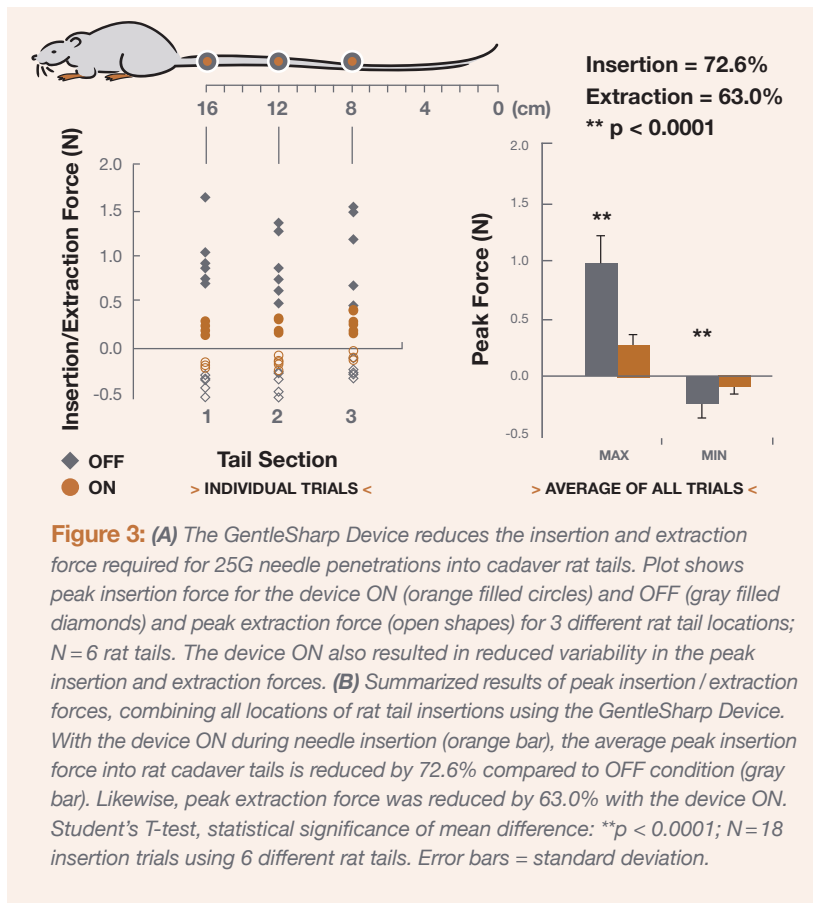 16 12 8 4 0 (cm)
Insertion/Extraction Force (N)
2.0
1.5
1.0
0.5
0.0
-0.5
1 2 3
OFF
ON
Tail Section
> INDIVIDUAL TRIALS <
Insertion = 72.6%
Extraction = 63.0%
** p < 0.0001
Peak Force (N)
2.0
1.5
1.0
0.5
0.0
-0.5
**
**
MAX MIN
> AVERAGE OF ALL TRIALS <
Figure 3: (A) The GentleSharp Device reduces the insertion and extraction
force required for 25G needle penetrations into cadaver rat tails. Plot shows
peak insertion force for the device ON (orange filled circles) and OFF (gray filled
diamonds) and peak extraction force (open shapes) for 3 different rat tail locations;
N = 6 rat tails. The device ON also resulted in reduced variability in the peak
insertion and extraction forces. (B) Summarized results of peak insertion / extraction
forces, combining all locations of rat tail insertions using the GentleSharp Device.
With the device ON during needle insertion (orange bar), the average peak insertion
force into rat cadaver tails is reduced by 72.6% compared to OFF condition (gray
bar). Likewise, peak extraction force was reduced by 63.0% with the device ON.
Student's T-test, statistical significance of mean difference: **p < 0.0001; N = 18
insertion trials using 6 different rat tails. Error bars = standard deviation.